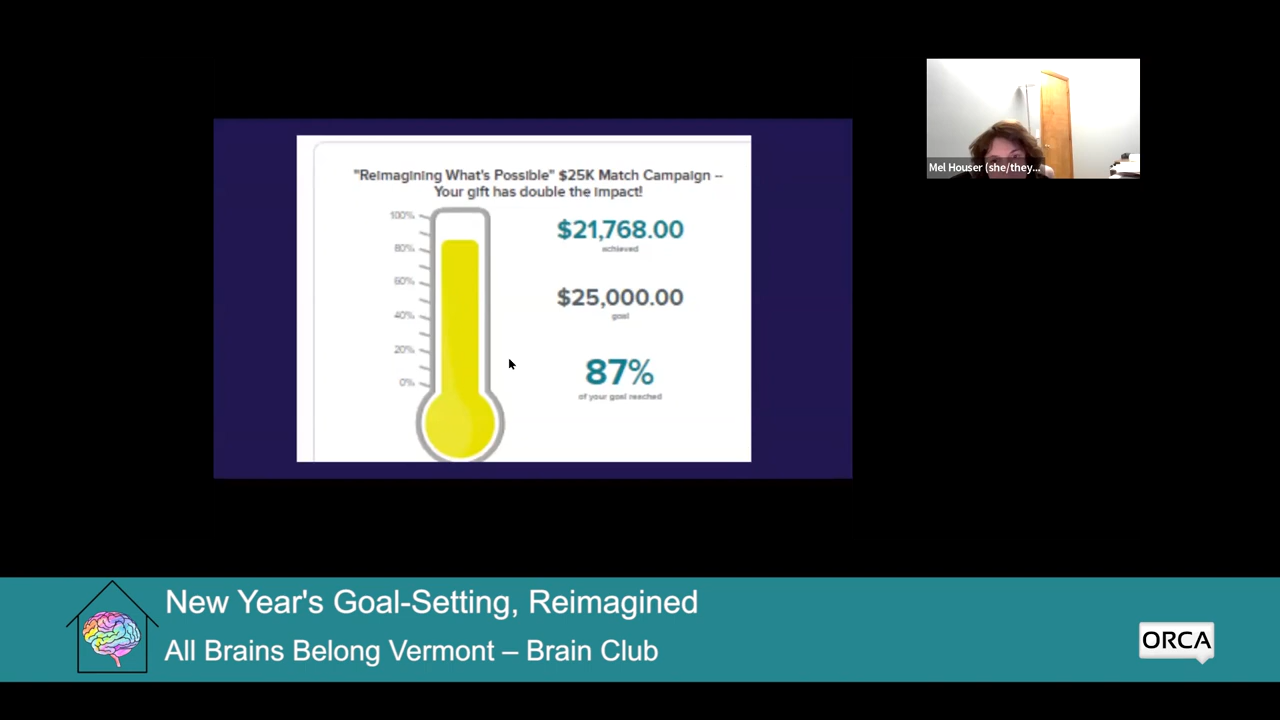 "Reimagining What's Possible" $25K Match Campaign --
Your gift has double the impact!
100%
80%
60%
40%
20%
0%
$21,768.00
achieved
$25,000.00
goal
87%
of your goal reached
Mel Houser (she/they...
New Year's Goal-Setting, Reimagined
All Brains Belong Vermont – Brain Club
ORCA